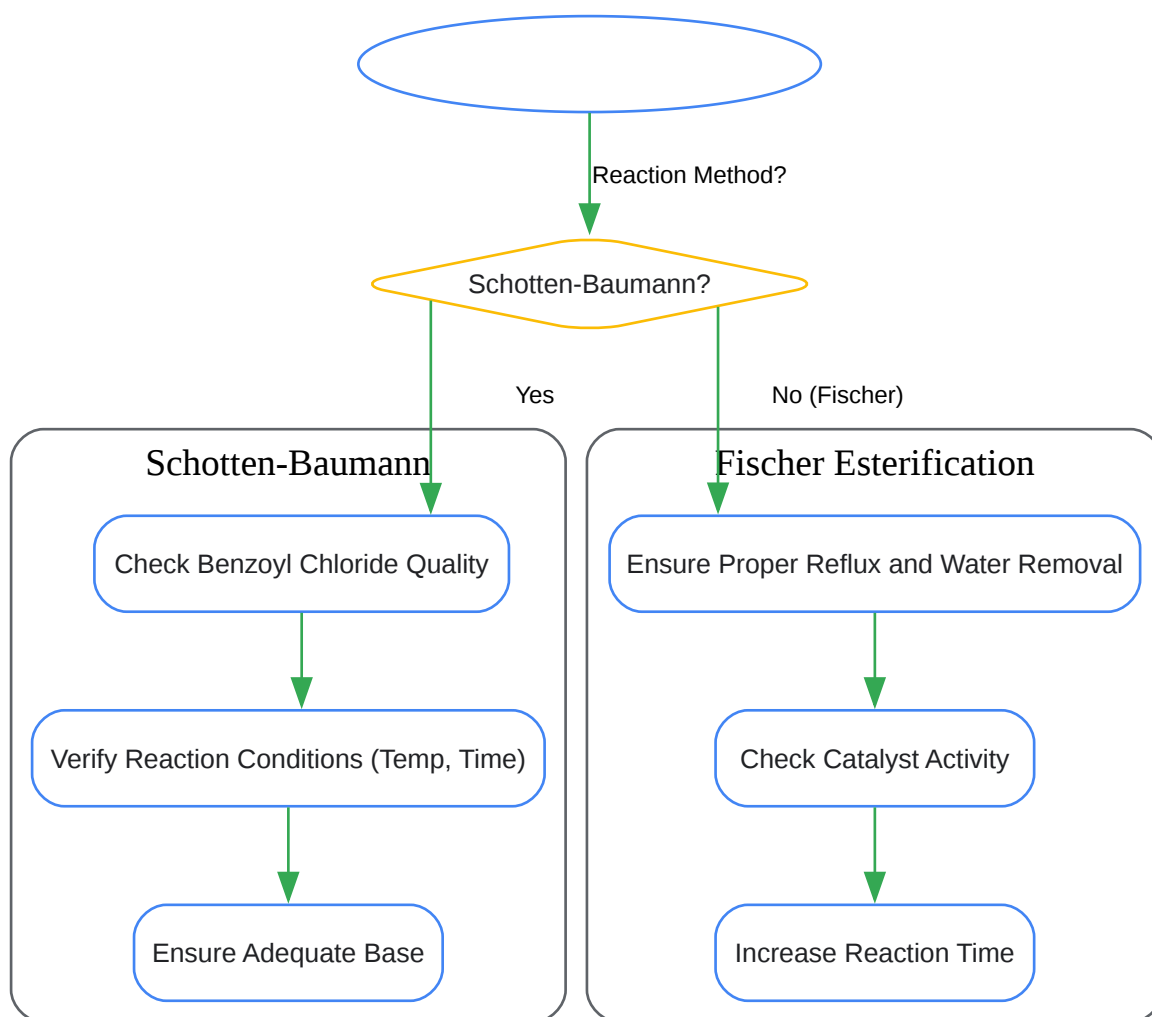 Reaction Method?
Schotten-Baumann?
Yes
No (Fischer)
Schotten-Baumann
Check Benzoyl Chloride Quality
Verify Reaction Conditions (Temp, Time)
Ensure Adequate Base
Fischer Esterification
Ensure Proper Reflux and Water Removal
Check Catalyst Activity
Increase Reaction Time